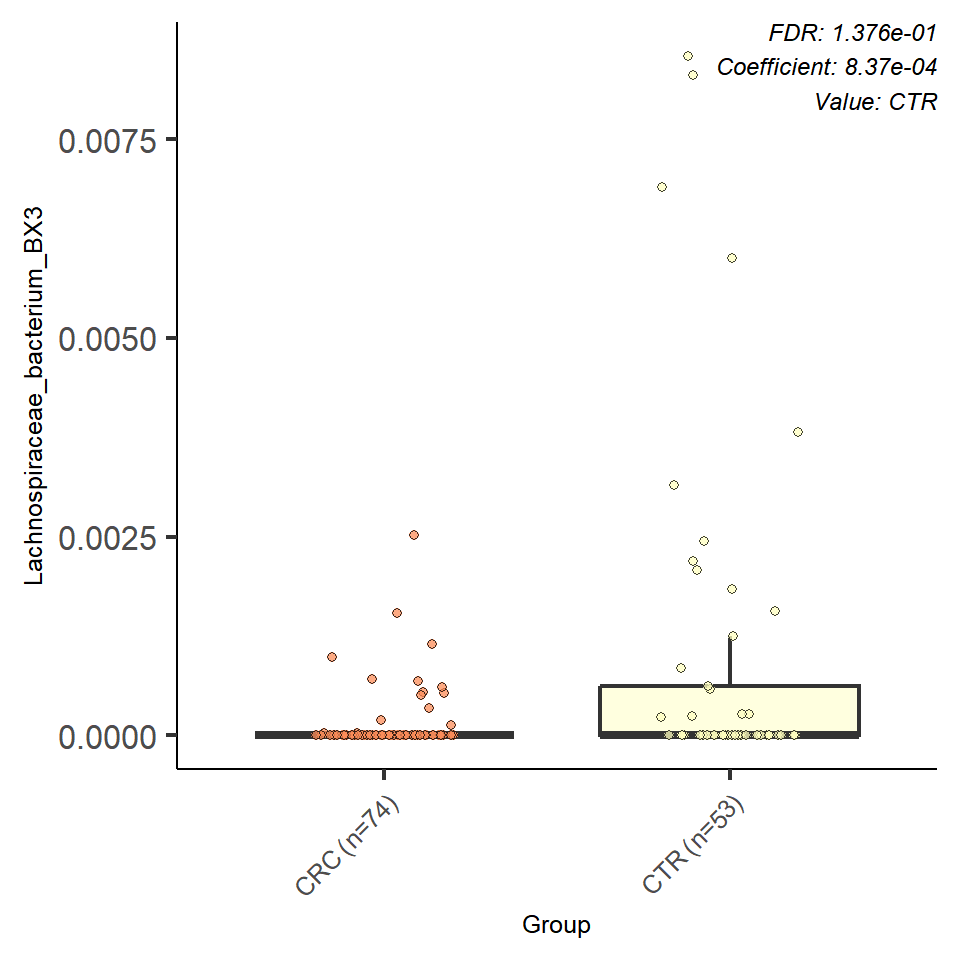 FDR: 1.376e-01
Coefficient: 8.37e-04
Value: CTR
Lachnospiraceae_bacterium_BX3
0.0075
0.0050
0.0025
0.0000
CRC (n=74)
CTR (n=53)
Group